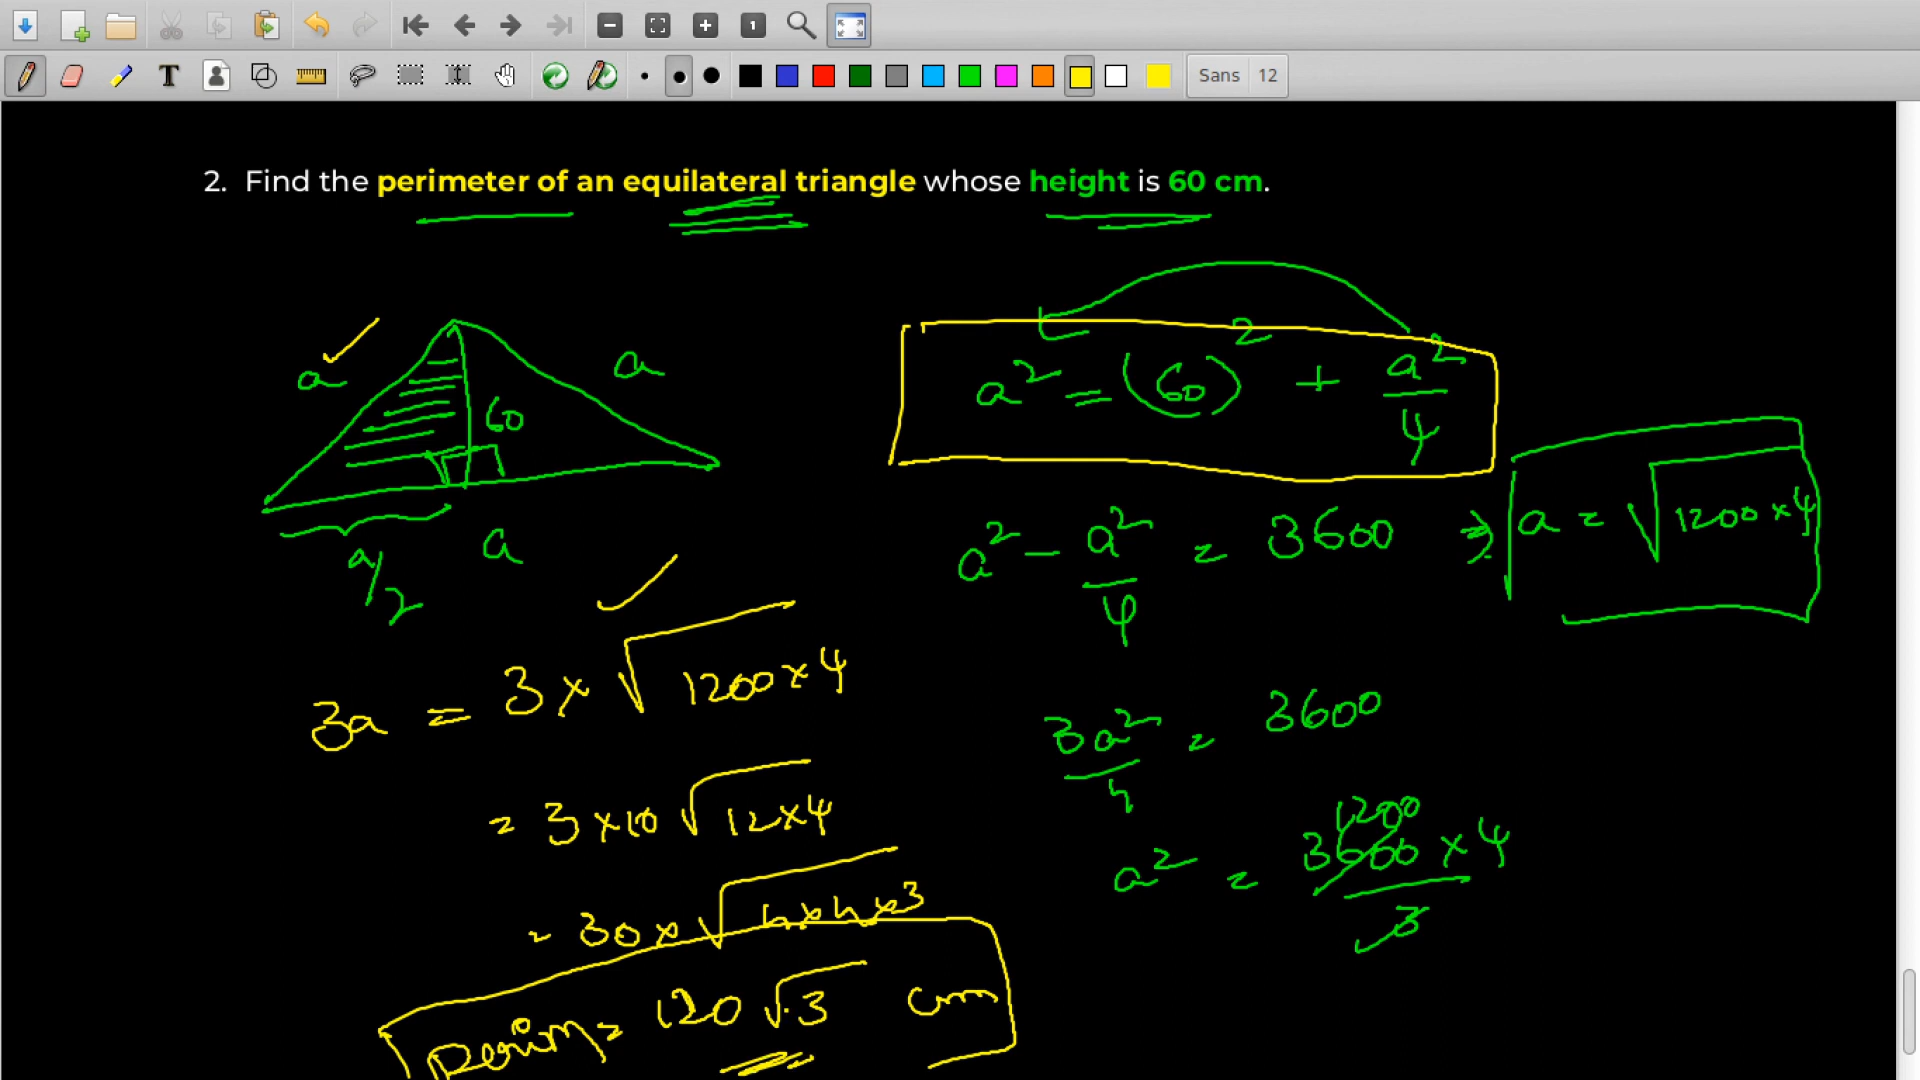 1
T
Sans 12
2. Find the perimeter of an equilateral triangle whose height is 60 cm.
a
a
60
a/2
a
a² = (60)² + a²/4
a² - a²/4 = 3600 ⇒ a = √1200×4
3a = 3 × √1200×4
3a²/4 = 3600
= 3×10 √12×4
1200
a² = 3600×4/3
= 30× √4×4×3
Perim = 120√3 cm